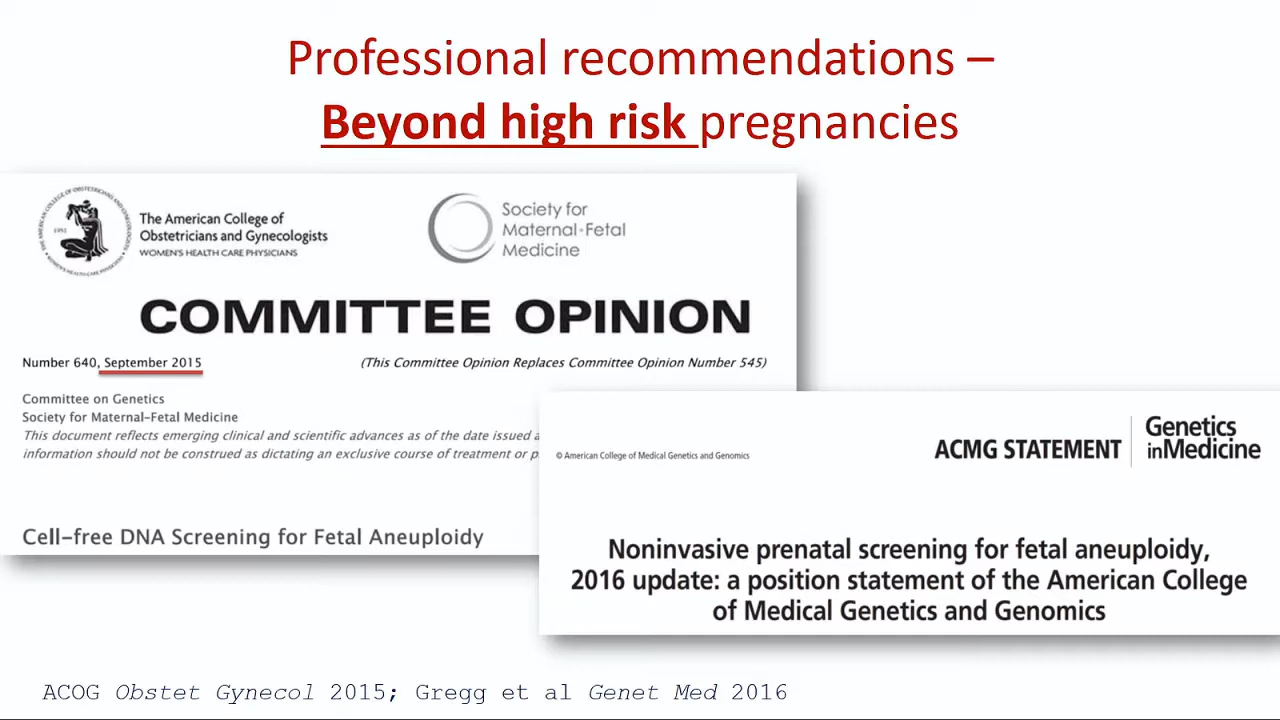 Professional recommendations –
Beyond high risk pregnancies
The American College of
Obstetricians and Gynecologists
WOMEN'S HEALTH CARE PHYSICIANS
1951
Society for
Maternal·Fetal
Medicine
COMMITTEE OPINION
Number 640, September 2015
(This Committee Opinion Replaces Committee Opinion Number 545)
Committee on Genetics
Society for Maternal–Fetal Medicine
This document reflects emerging clinical and scientific advances as of the date issued a
information should not be construed as dictating an exclusive course of treatment or p
Cell–free DNA Screening for Fetal Aneuploidy
© American College of Medical Genetics and Genomics
ACMG STATEMENT
Genetics
inMedicine
Noninvasive prenatal screening for fetal aneuploidy,
2016 update: a position statement of the American College
of Medical Genetics and Genomics
ACOG Obstet Gynecol 2015; Gregg et al Genet Med 2016